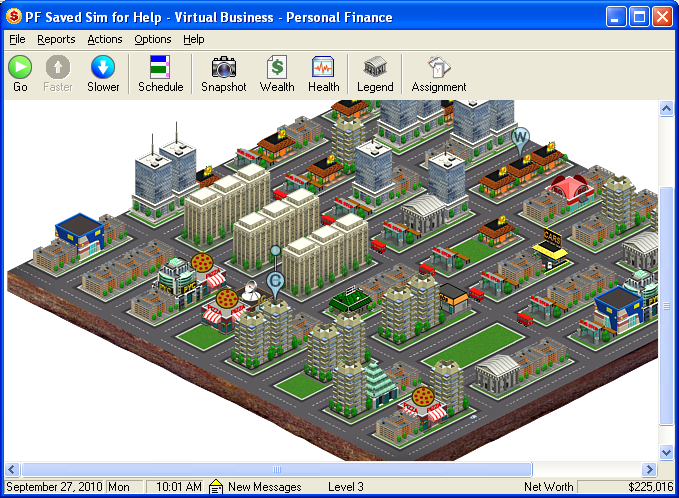 PF Saved Sim for Help - Virtual Business - Personal Finance
File Reports Actions Options Help
Go Faster Slower Schedule Snapshot Wealth Health Legend Assignment
W
CARS
C
PIZZA
September 27, 2010 Mon 10:01 AM New Messages Level 3 Net Worth $225,016